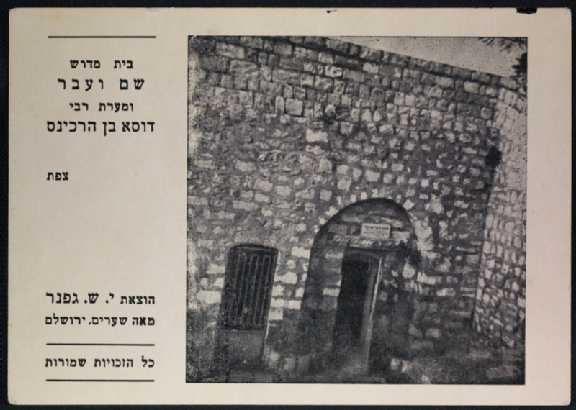 בית מדרש
שם ועבר
ומערת רבי
דוסא בן הרכינס
צפת
הוצאת י. ש. גפנר
מאה שערים, ירושלם
כל הזכויות שמורות